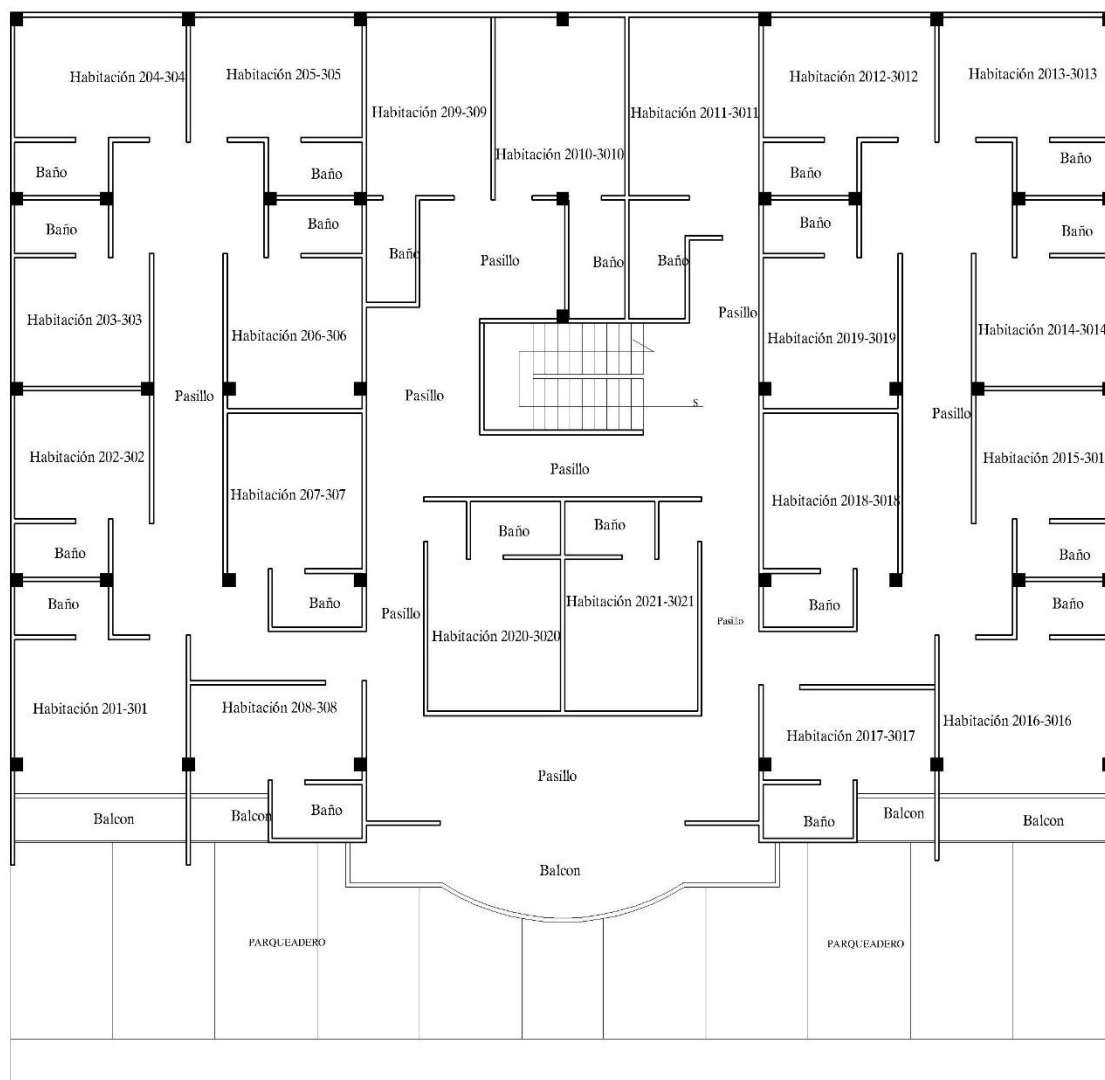 Habitación 204-304
Habitación 205-305
Habitación 2012-3012
Habitación 2013-3013
Habitación 209-309
Habitación 2011-3011
Habitación 2010-3010
Baño
Baño
Baño
Baño
Baño
Baño
Baño
Baño
Baño
Pasillo
Baño
Baño
Pasillo
Habitación 203-303
Habitación 206-306
Habitación 2019-3019
Habitación 2014-3014
Pasillo
Pasillo
S
Pasillo
Habitación 202-302
Habitación 2015-301
Pasillo
Habitación 207-307
Habitación 2018-3018
Baño
Baño
Baño
Baño
Baño
Baño
Baño
Baño
Baño
Habitación 2021-3021
Pasillo
Pasillo
Habitación 2020-3020
Habitación 201-301
Habitación 208-308
Habitación 2017-3017
Habitación 2016-3016
Pasillo
Balcon
Balcon
Baño
Baño
Balcon
Balcon
Balcon
PARQUEADERO
PARQUEADERO